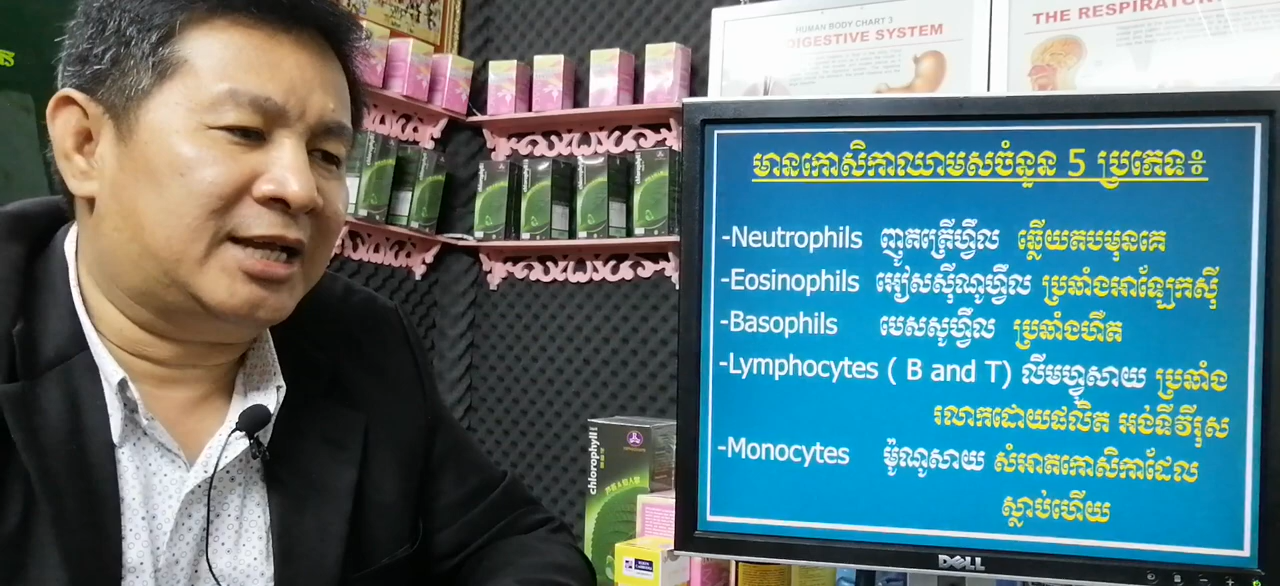 HUMAN BODY CHART 3
DIGESTIVE SYSTEM
THE RESPIRATOR
មានកោសិកាឈាមសចំនួន 5 ប្រភេទ៖
-Neutrophils ញូតត្រើហ្វីល ឆ្លើយតបមុនគេ
-Eosinophils អៀសស៊ីណូហ្វីល ប្រឆាំងអាឡែកស៊ី
-Basophils បេសសូហ្វីល ប្រឆាំងហឺត
-Lymphocytes ( B and T) លីមហ្វូសាយ ប្រឆាំង
រលាកដោយផលិត អង់ទីវីរុស
-Monocytes ម៉ូណូសាយ សំអាតកោសិកាដែល
ស្លាប់ហើយ
chlorophyll
DELL